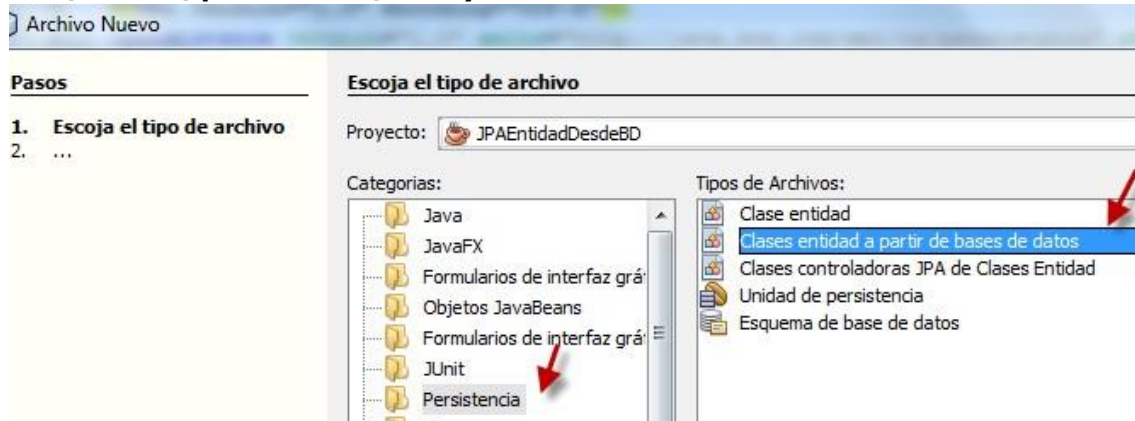 Archivo Nuevo
Pasos
1. Escoja el tipo de archivo
2. ...
Escoja el tipo de archivo
Proyecto: JPAEntidadDesdeBD
Categorias:
Java
JavaFX
Formularios de interfaz grá
Objetos JavaBeans
Formularios de interfaz grá
JUnit
Persistencia
Tipos de Archivos:
Clase entidad
Clases entidad a partir de bases de datos
Clases controladoras JPA de Clases Entidad
Unidad de persistencia
Esquema de base de datos